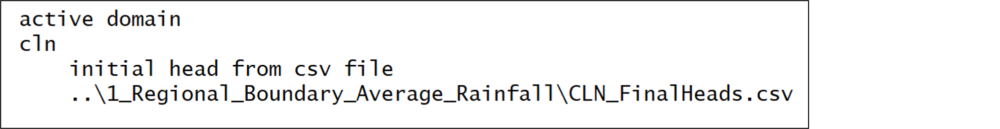 active domain
cln
initial head from csv file
..\1_Regional_Boundary_Average_Rainfall\CLN_FinalHeads.csv